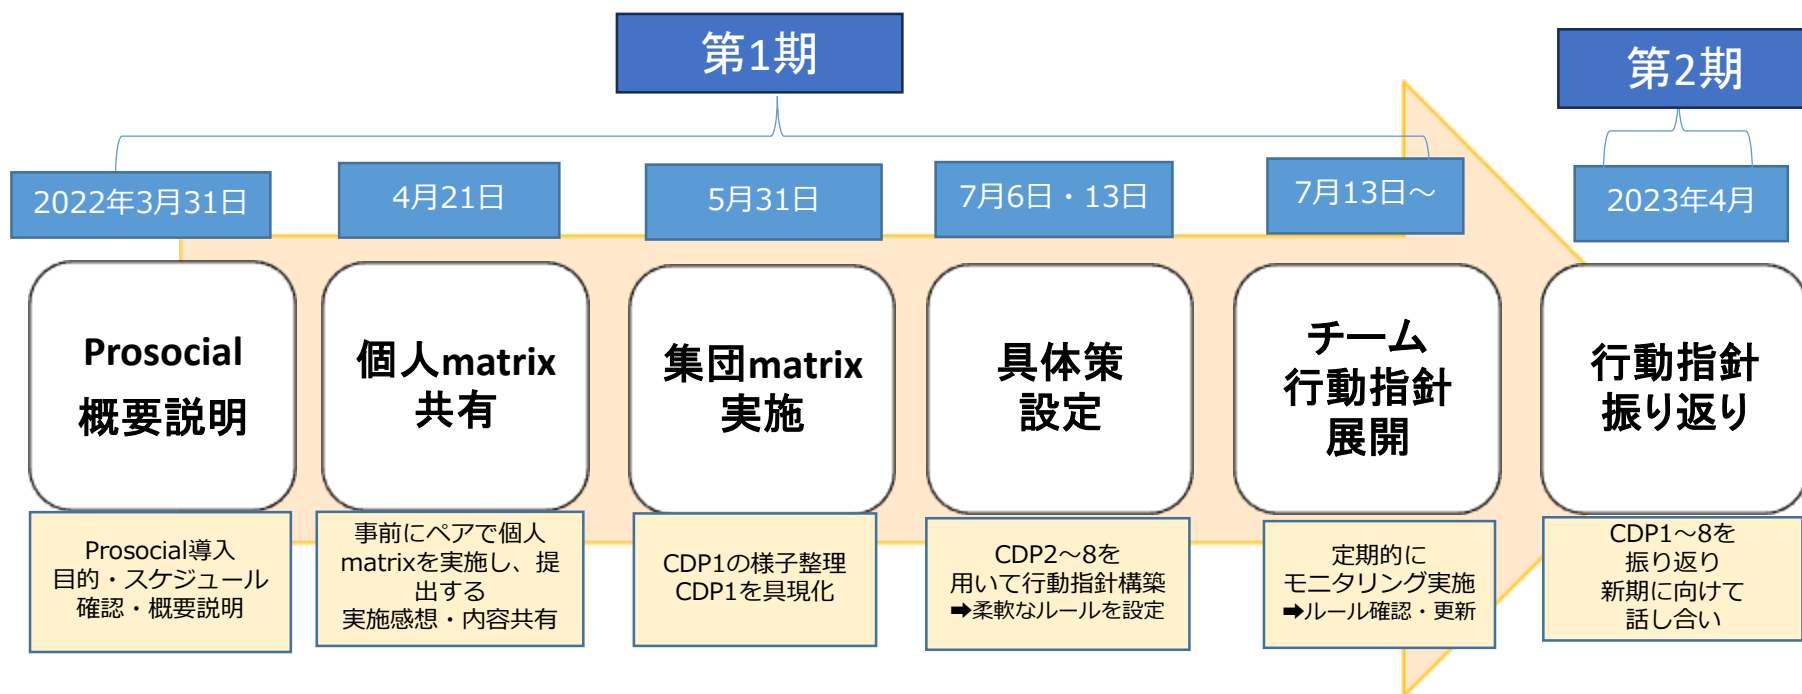 第1期
第2期
2022年3月31日
4月21日
5月31日
7月6日・13日
7月13日～
2023年4月
Prosocial
概要説明
個人matrix
共有
集団matrix
実施
具体策
設定
チーム
行動指針
展開
行動指針
振り返り
Prosocial導入
目的・スケジュール
確認・概要説明
事前にペアで個人
matrixを実施し、提
出する
実施感想・内容共有
CDP1の様子整理
CDP1を具現化
CDP2～8を
用いて行動指針構築
➡柔軟なルールを設定
定期的に
モニタリング実施
➡ルール確認・更新
CDP1～8を
振り返り
新期に向けて
話し合い